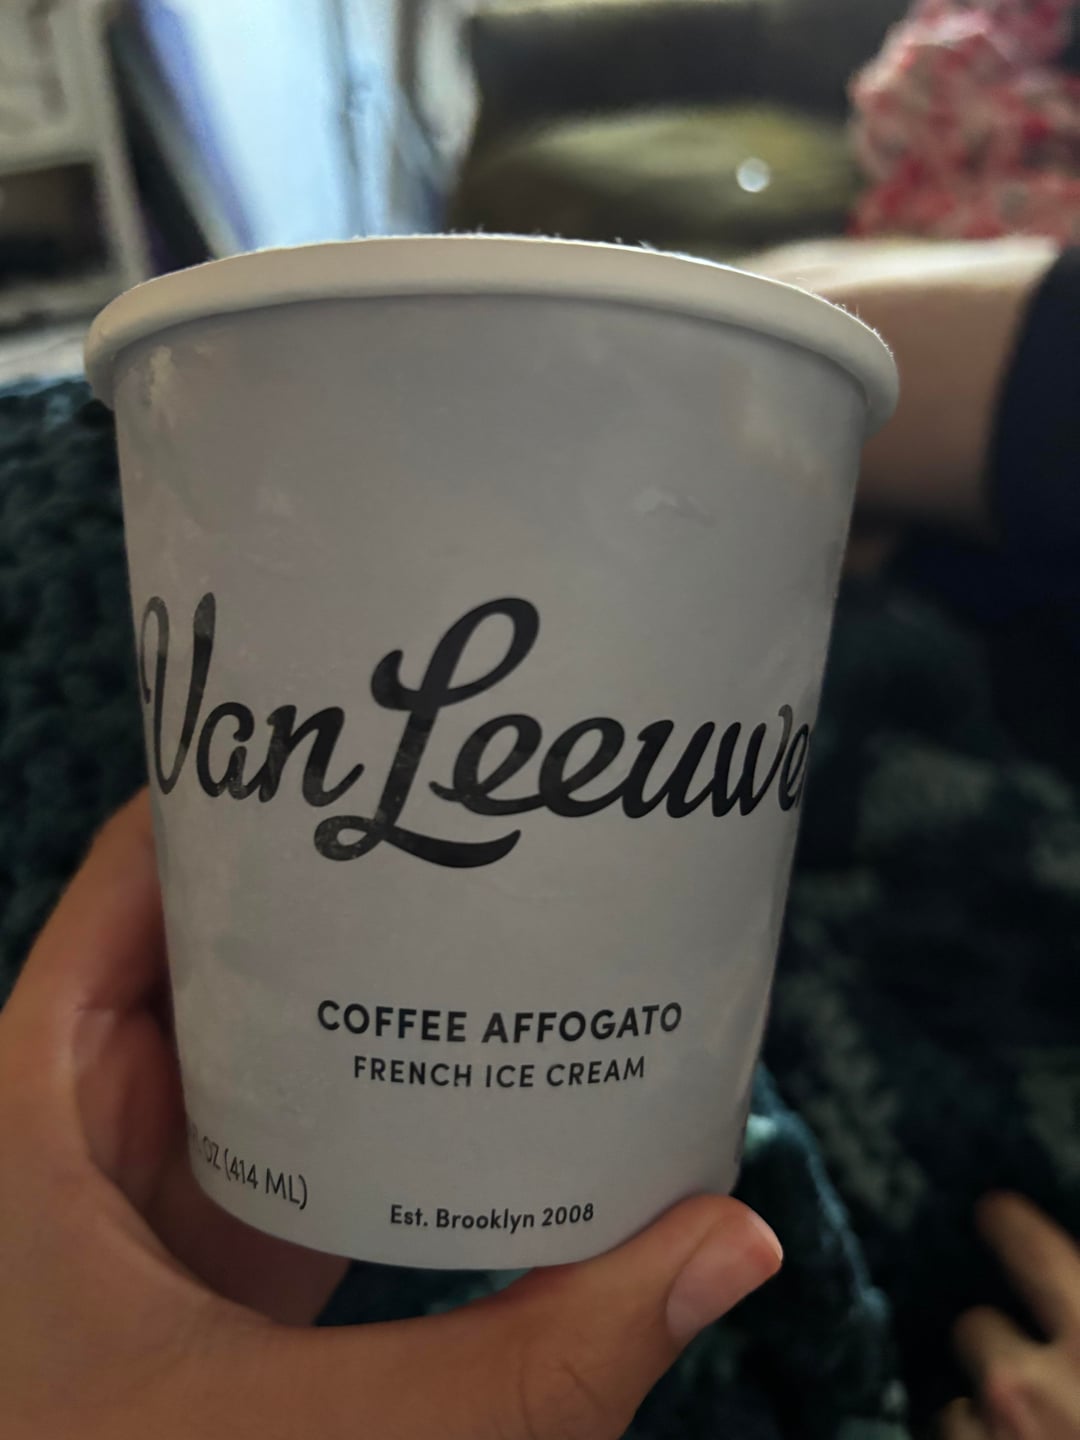 Van Leeuwe
COFFEE AFFOGATO
FRENCH ICE CREAM
OZ (414 ML)
Est. Brooklyn 2008